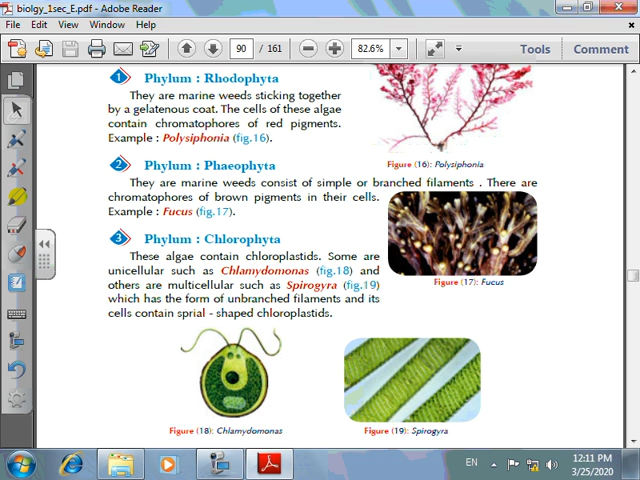 biolgy_1sec_E.pdf - Adobe Reader
File Edit View Window Help
90 / 161 82.6% Tools Comment
1 Phylum : Rhodophyta
They are marine weeds sticking together
by a gelatenous coat. The cells of these algae
contain chromatophores of red pigments.
Example : Polysiphonia (fig.16).
Figure (16): Polysiphonia
2 Phylum : Phaeophyta
They are marine weeds consist of simple or branched filaments . There are
chromatophores of brown pigments in their cells.
Example : Fucus (fig.17).
Figure (17): Fucus
3 Phylum : Chlorophyta
These algae contain chloroplastids. Some are
unicellular such as Chlamydomonas (fig.18) and
others are multicellular such as Spirogyra (fig.19)
which has the form of unbranched filaments and its
cells contain sprial - shaped chloroplastids.
Figure (18): Chlamydomonas
Figure (19): Spirogyra
EN
12:11 PM
3/25/2020